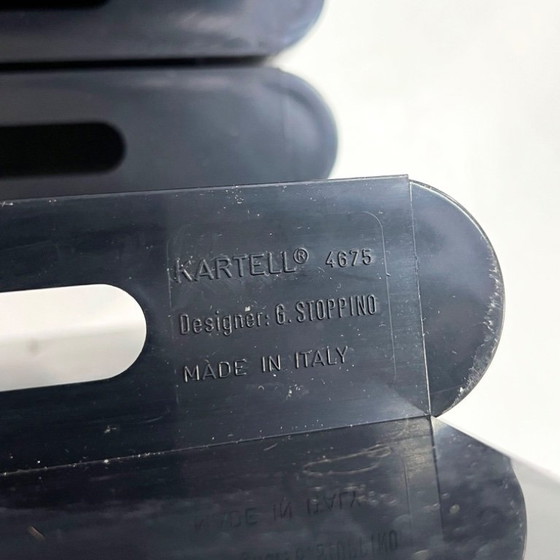 KARTELL® 4675
Designer: G. STOPPINO
MADE IN ITALY